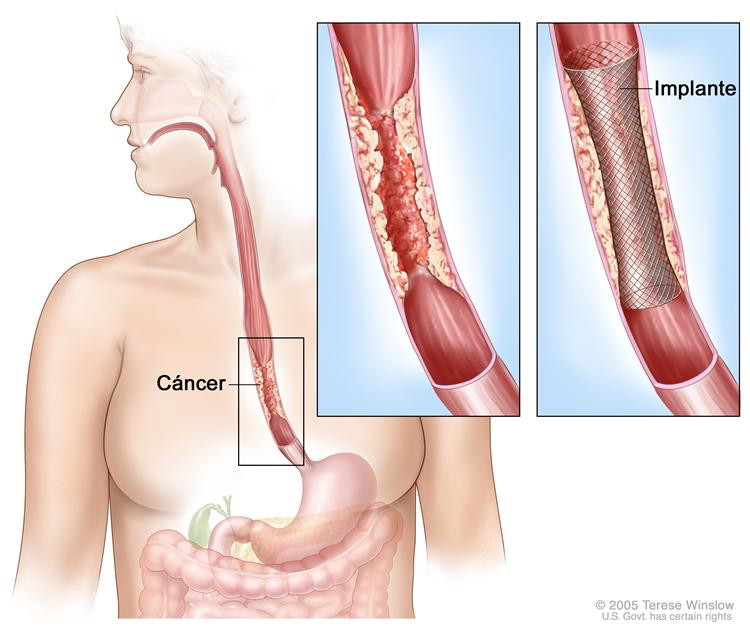 Implante
Cáncer
© 2005 Terese Winslow
U.S. Govt. has certain rights